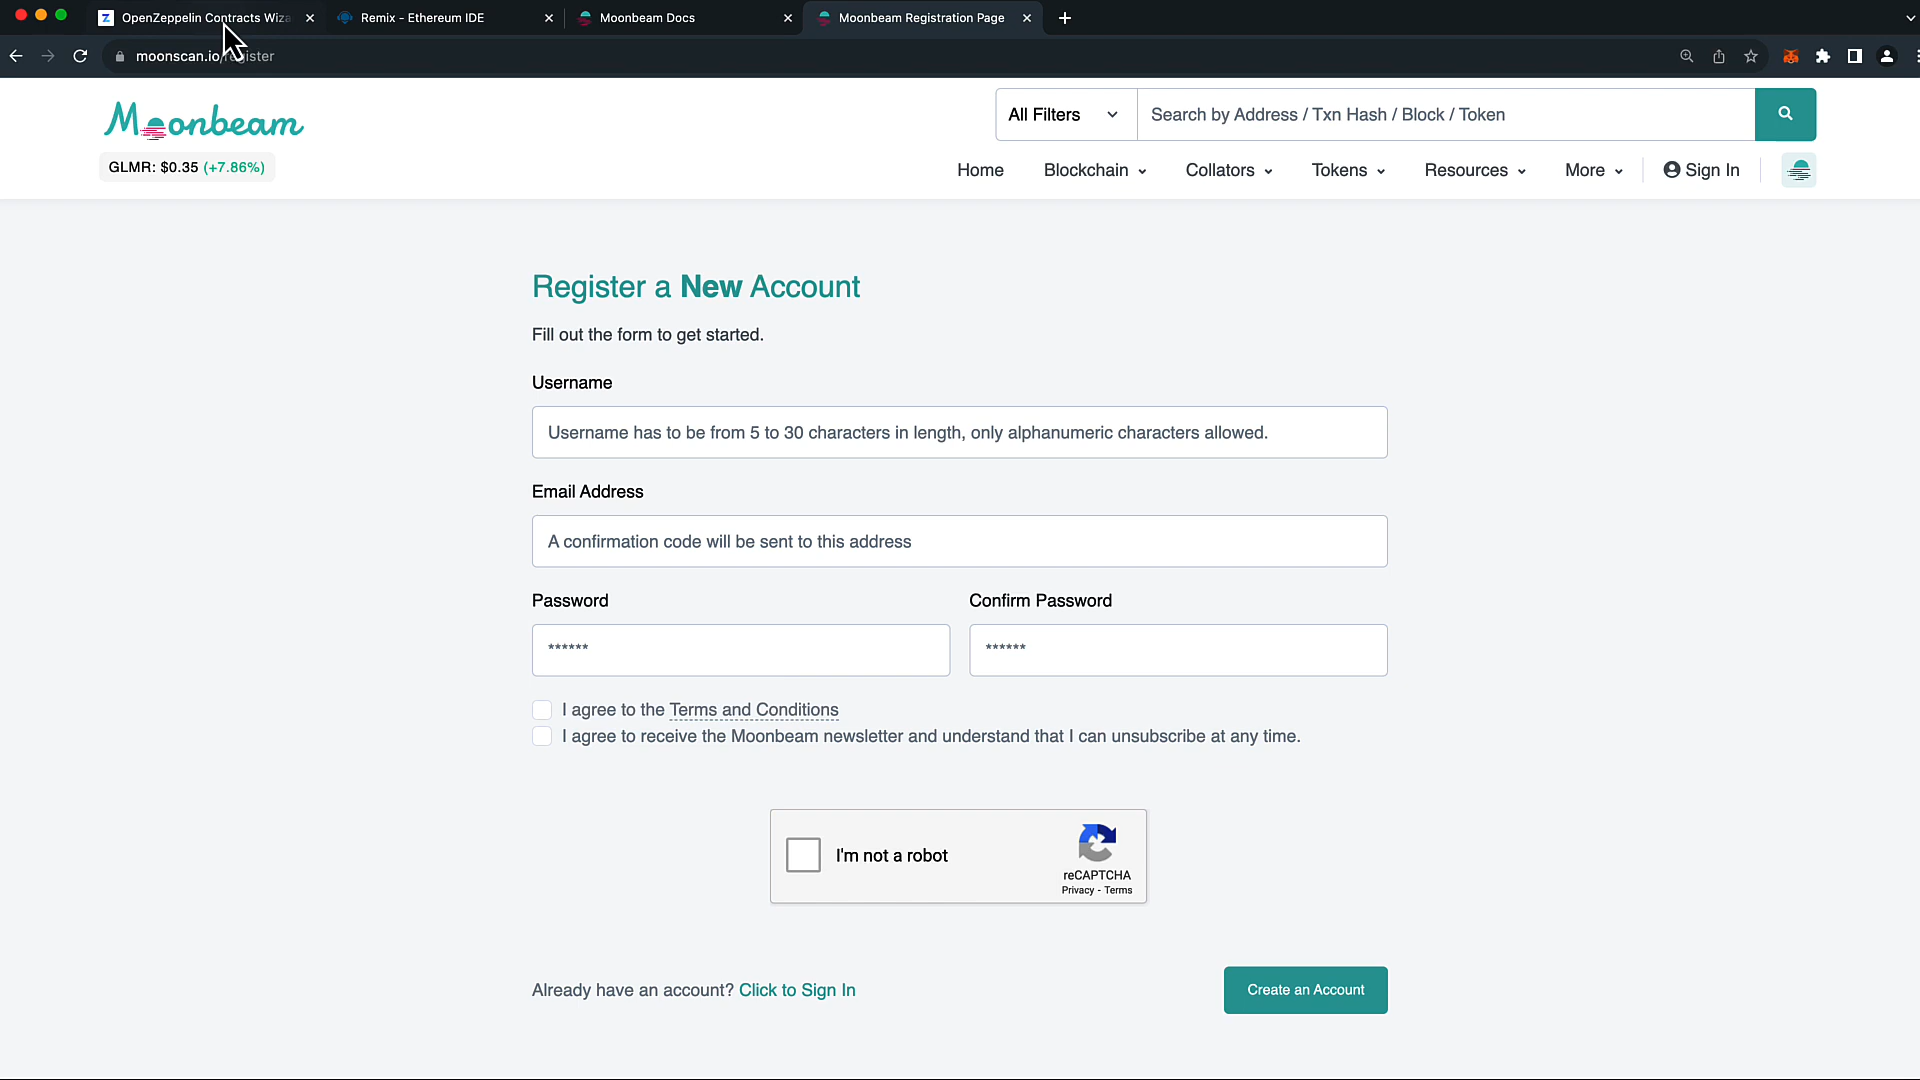 OpenZeppelin Contracts Wiza
Remix - Ethereum IDE
Moonbeam Docs
Moonbeam Registration Page
moonscan.io/register
Moonbeam
GLMR: $0.35 (+7.86%)
All Filters
Search by Address / Txn Hash / Block / Token
Home
Blockchain
Collators
Tokens
Resources
More
Sign In
Register a New Account
Fill out the form to get started.
Username
Username has to be from 5 to 30 characters in length, only alphanumeric characters allowed.
Email Address
A confirmation code will be sent to this address
Password
Confirm Password
******
******
I agree to the Terms and Conditions
I agree to receive the Moonbeam newsletter and understand that I can unsubscribe at any time.
I'm not a robot
reCAPTCHA
Privacy - Terms
Already have an account? Click to Sign In
Create an Account